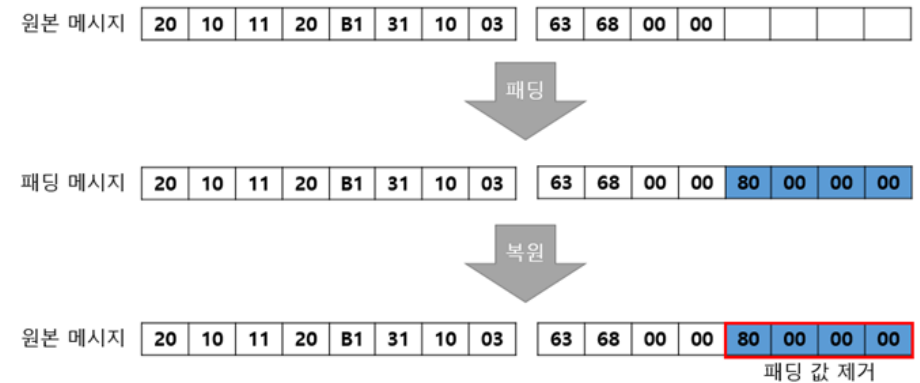 원본 메시지 20 10 11 20 B1 31 10 03 63 68 00 00
패딩
패딩 메시지 20 10 11 20 B1 31 10 03 63 68 00 00 80 00 00 00
복원
원본 메시지 20 10 11 20 B1 31 10 03 63 68 00 00 80 00 00 00
패딩 값 제거